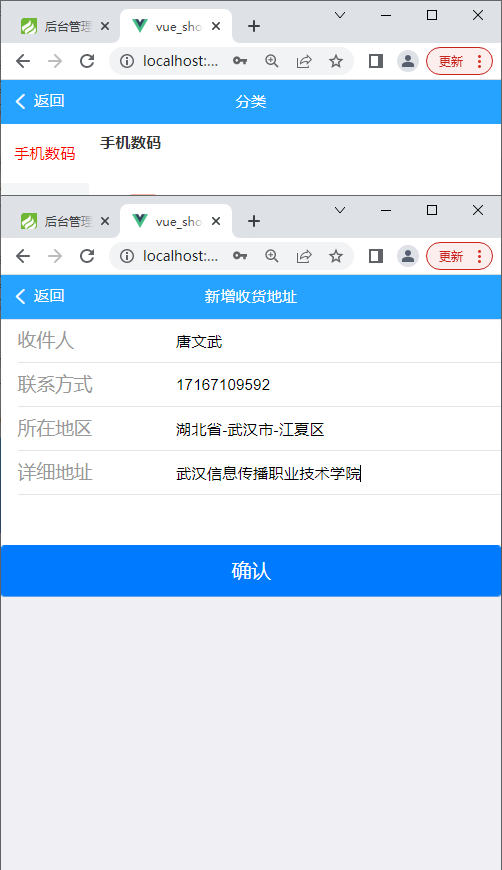 后台管理 vue_sho
localhost:... 更新
返回 分类
手机数码 手机数码
后台管理 vue_sho
localhost:... 更新
返回 新增收货地址
收件人 唐文武
联系方式 17167109592
所在地区 湖北省-武汉市-江夏区
详细地址 武汉信息传播职业技术学院
确认